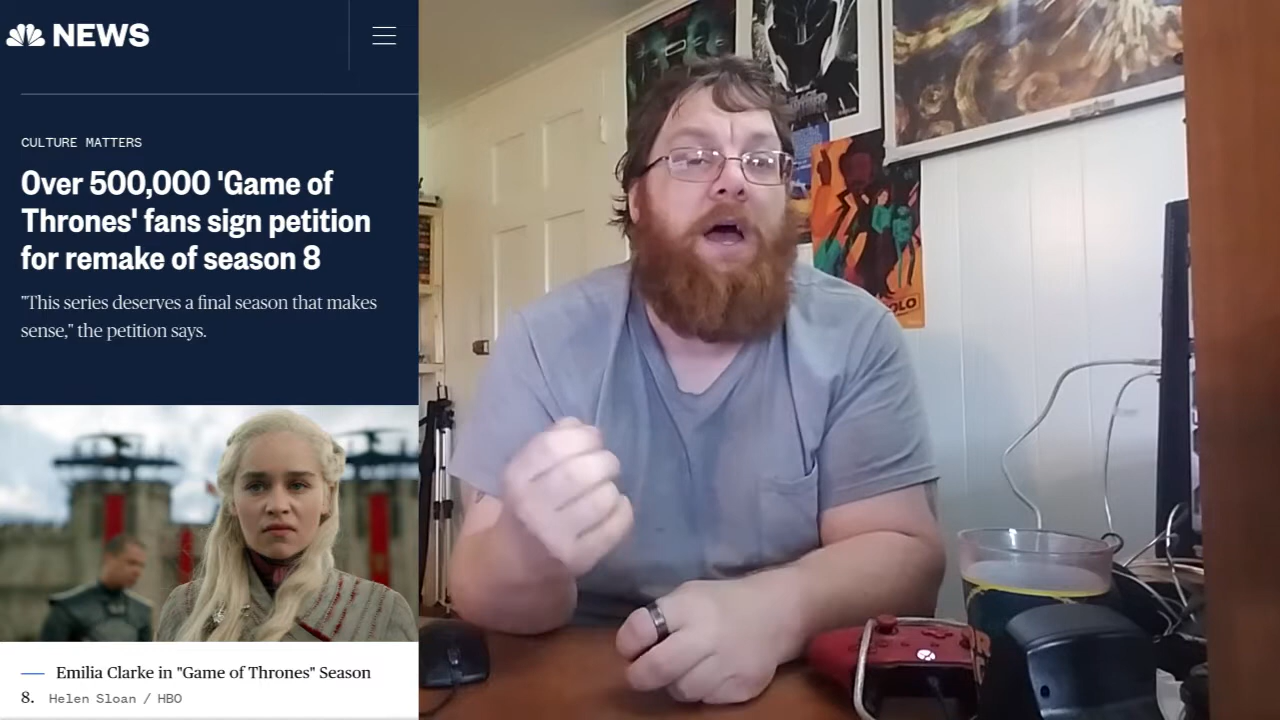 NEWS
CULTURE MATTERS
Over 500,000 'Game of
Thrones' fans sign petition
for remake of season 8
"This series deserves a final season that makes
sense," the petition says.
Emilia Clarke in "Game of Thrones" Season
8. Helen Sloan / HBO
OLO